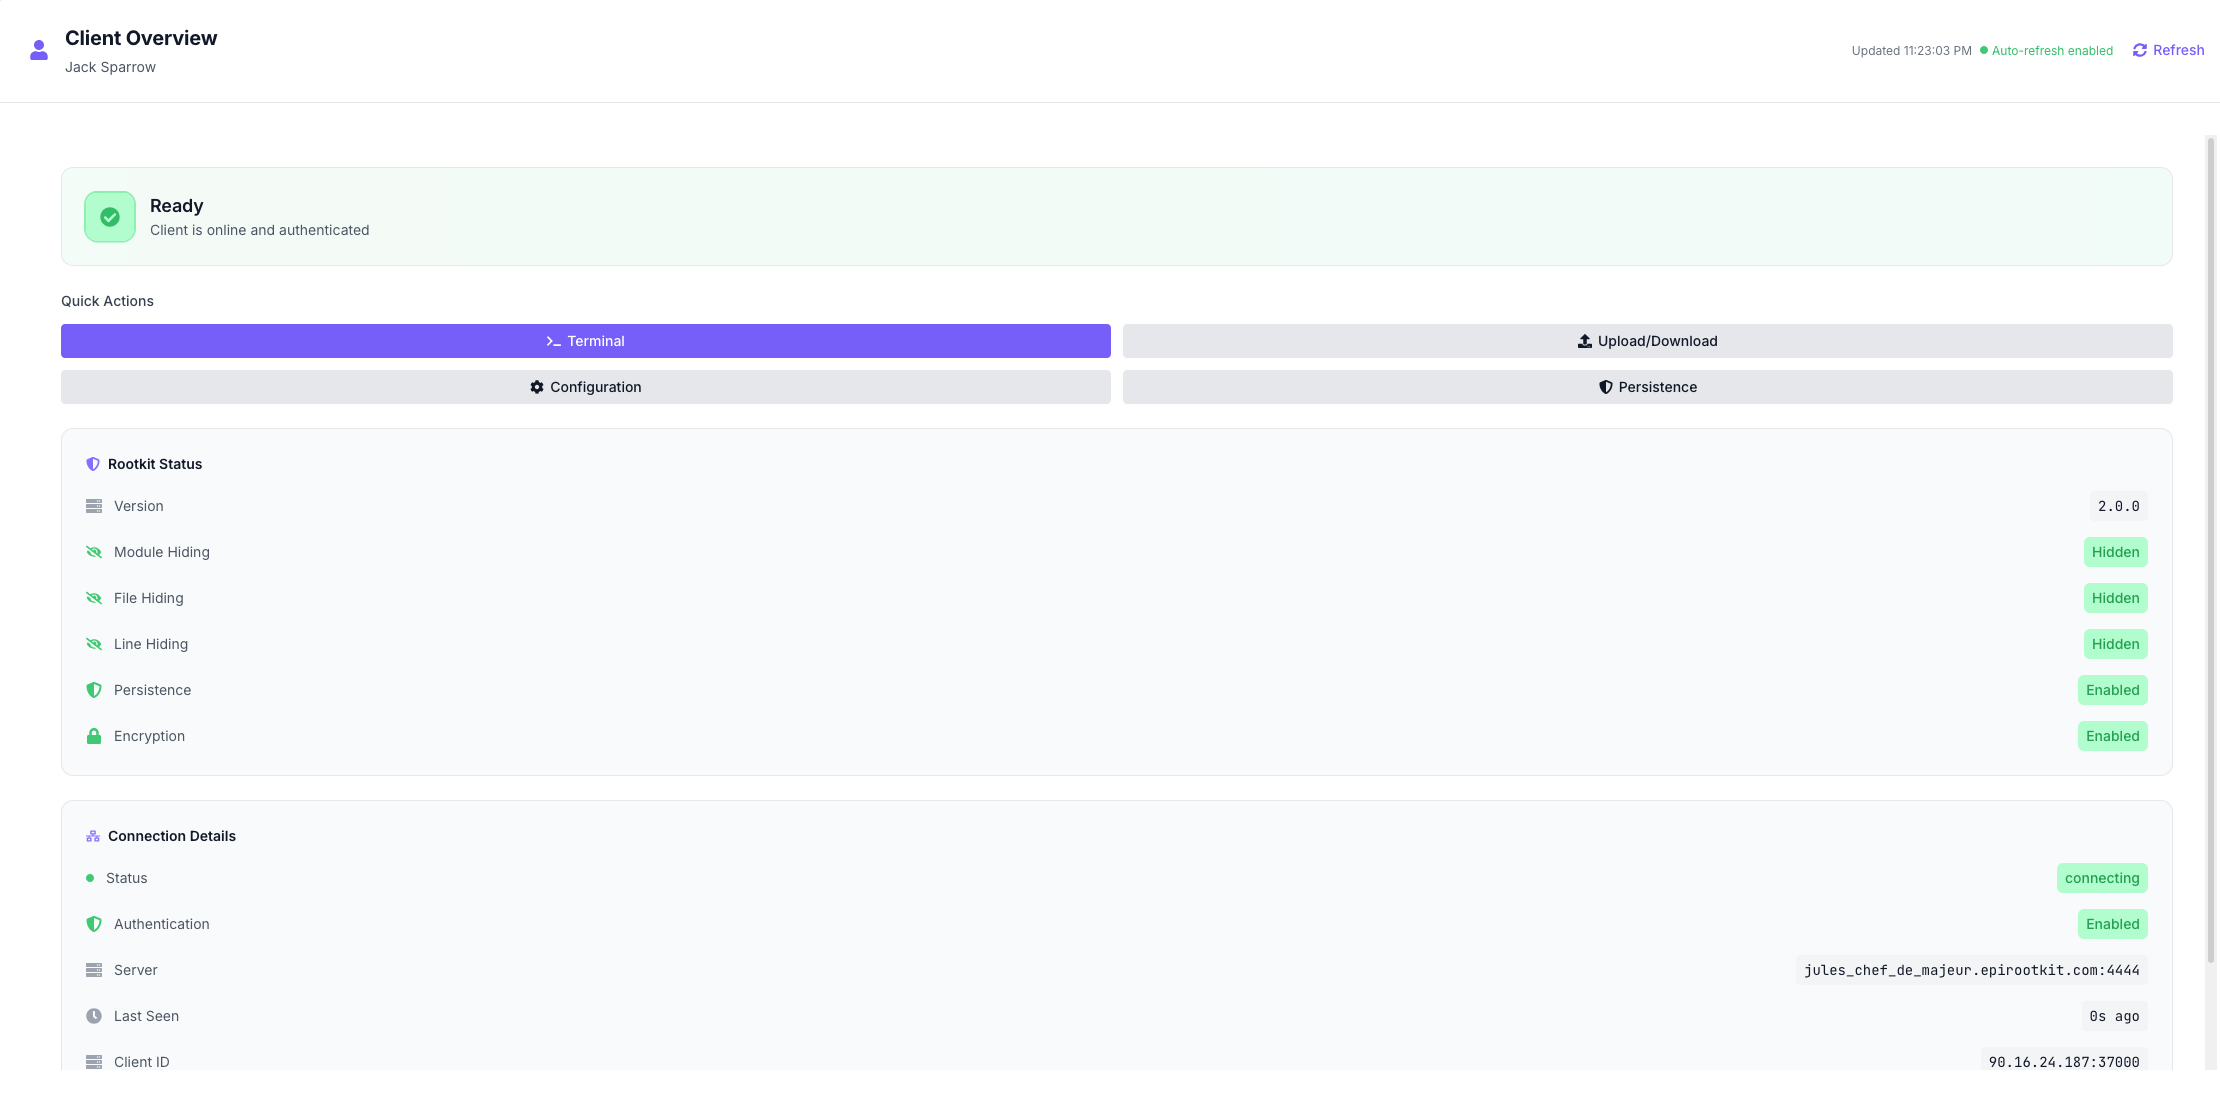 Client Overview
Jack Sparrow
Updated 11:23:03 PM Auto-refresh enabled Refresh
Ready
Client is online and authenticated
Quick Actions
Terminal
Upload/Download
Configuration
Persistence
Rootkit Status
Version 2.0.0
Module Hiding Hidden
File Hiding Hidden
Line Hiding Hidden
Persistence Enabled
Encryption Enabled
Connection Details
Status connecting
Authentication Enabled
Server jules_chef_de_majeur.epirootkit.com:4444
Last Seen 0s ago
Client ID 90.16.24.187:37000